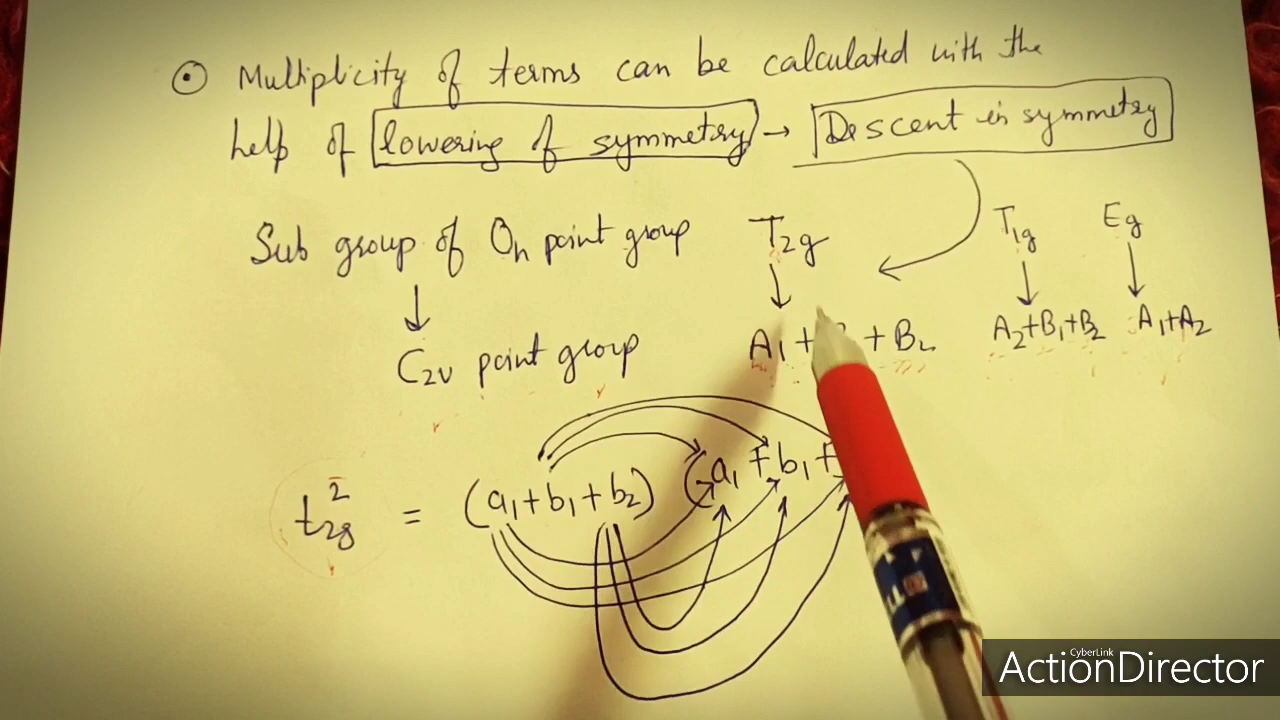 ⊙ Multiplicity of terms can be calculated with the
help of lowering of symmetry → Descent in symmetry
Sub group of Oh point group T2g T1g Eg
↓ ↓ ↓ ↓
C2v point group A1 + + B2 A2+B1+B2 A1+A2
t2g² = (a1+b1+b2) (a1+b1+
CyberLink
ActionDirector